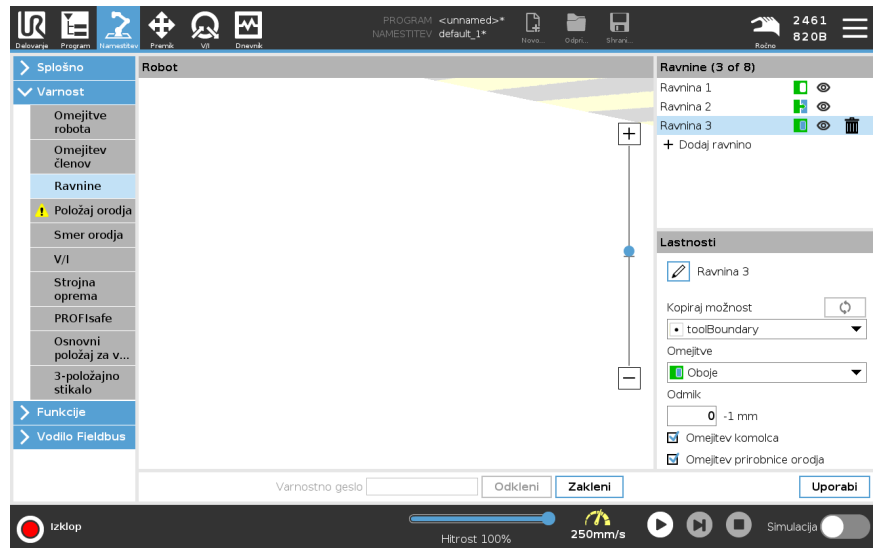 Delovanje
Program
Namestitev
Premik
V/I
Dnevnik
PROGRAM <unnamed>*
NAMESTITEV default_1*
Novo...
Odpri...
Shrani...
Ročno
2461
820B
Splošno
Varnost
Omejitve
robota
Omejitev
členov
Ravnine
Položaj orodja
Smer orodja
V/I
Strojna
oprema
PROFIsafe
Osnovni
položaj za v...
3-položajno
stikalo
Funkcije
Vodilo Fieldbus
Robot
Ravnine (3 of 8)
Ravnina 1
Ravnina 2
Ravnina 3
Dodaj ravnino
Lastnosti
Ravnina 3
Kopiraj možnost
toolBoundary
Omejitve
Oboje
Odmik
0 -1 mm
Omejitev komolca
Omejitev prirobnice orodja
Varnostno geslo
Odkleni
Zakleni
Uporabi
Izklop
Hitrost 100%
250mm/s
Simulacija